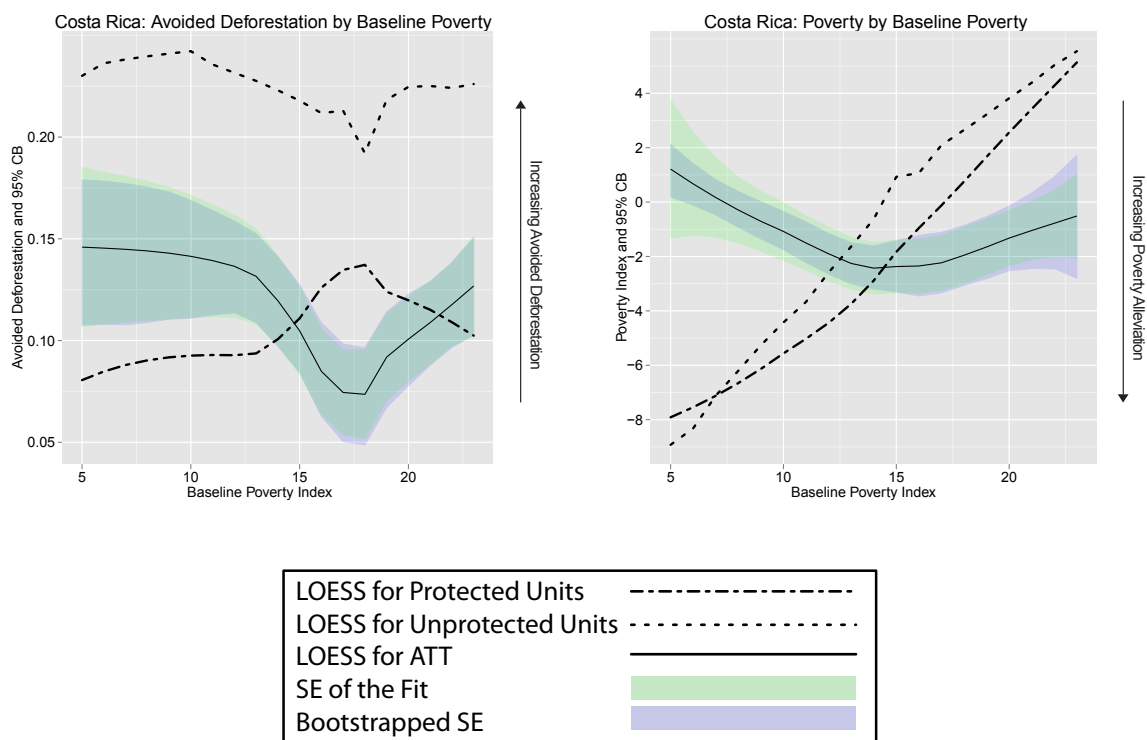 Costa Rica: Avoided Deforestation by Baseline Poverty
Avoided Deforestation and 95% CB
0.20
0.15
0.10
0.05
5
10
15
20
Baseline Poverty Index
Increasing Avoided Deforestation
Costa Rica: Poverty by Baseline Poverty
Poverty Index and 95% CB
4
2
0
−2
−4
−6
−8
5
10
15
20
Baseline Poverty Index
Increasing Poverty Alleviation
LOESS for Protected Units
LOESS for Unprotected Units
LOESS for ATT
SE of the Fit
Bootstrapped SE